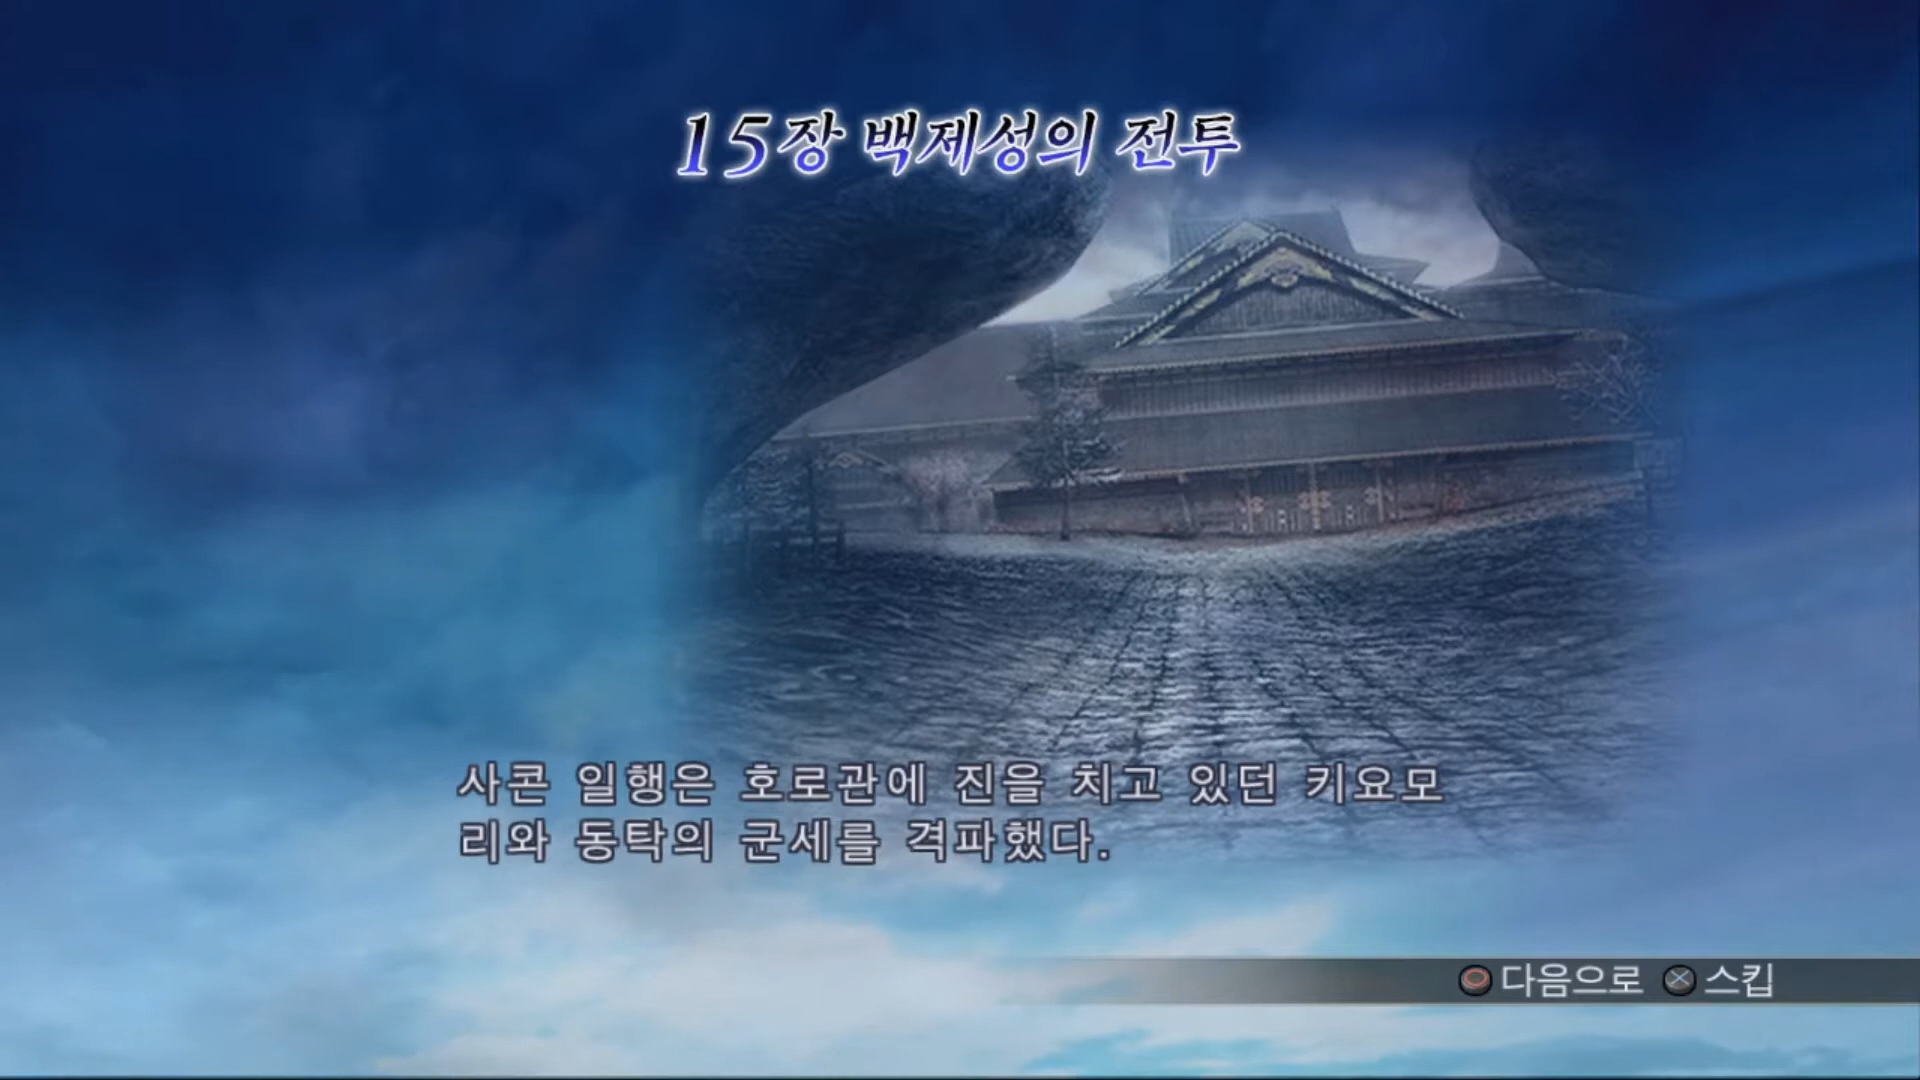 15장 백제성의 전투
사콘 일행은 호로관에 진을 치고 있던 키요모
리와 동탁의 군세를 격파했다.
다음으로 스킵